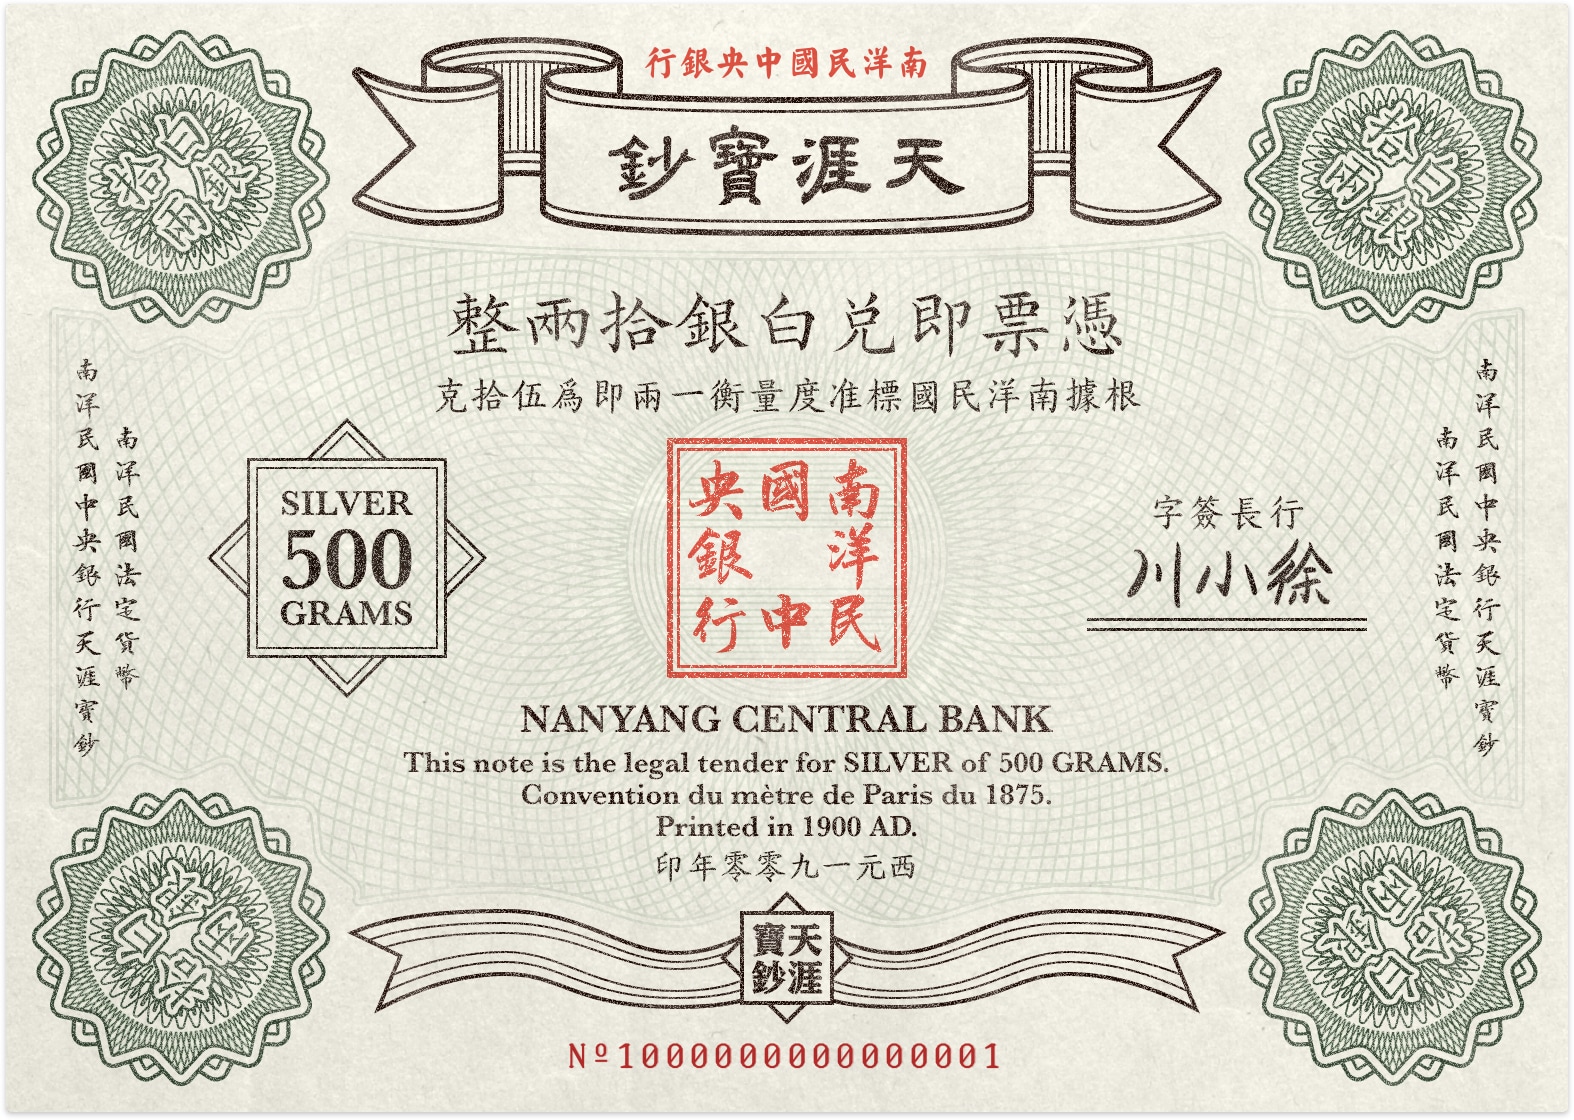 南洋民國中央銀行
天涯寶鈔
白銀拾兩
白銀拾兩
憑票即兑白銀拾兩整
根據南洋民國標准度量衡一兩即爲伍拾克
南洋民國中央銀行天涯寶鈔
南洋民國法定貨幣
南洋民
國中
央銀行
SILVER
500
GRAMS
行長簽字
徐小川
南洋民國中央銀行天涯寶鈔
南洋民國法定貨幣
NANYANG CENTRAL BANK
This note is the legal tender for SILVER of 500 GRAMS.
Convention du mètre de Paris du 1875.
Printed in 1900 AD.
西元一九零零年印
白銀拾兩
白銀拾兩
天涯
寶鈔
Nº1000000000000001